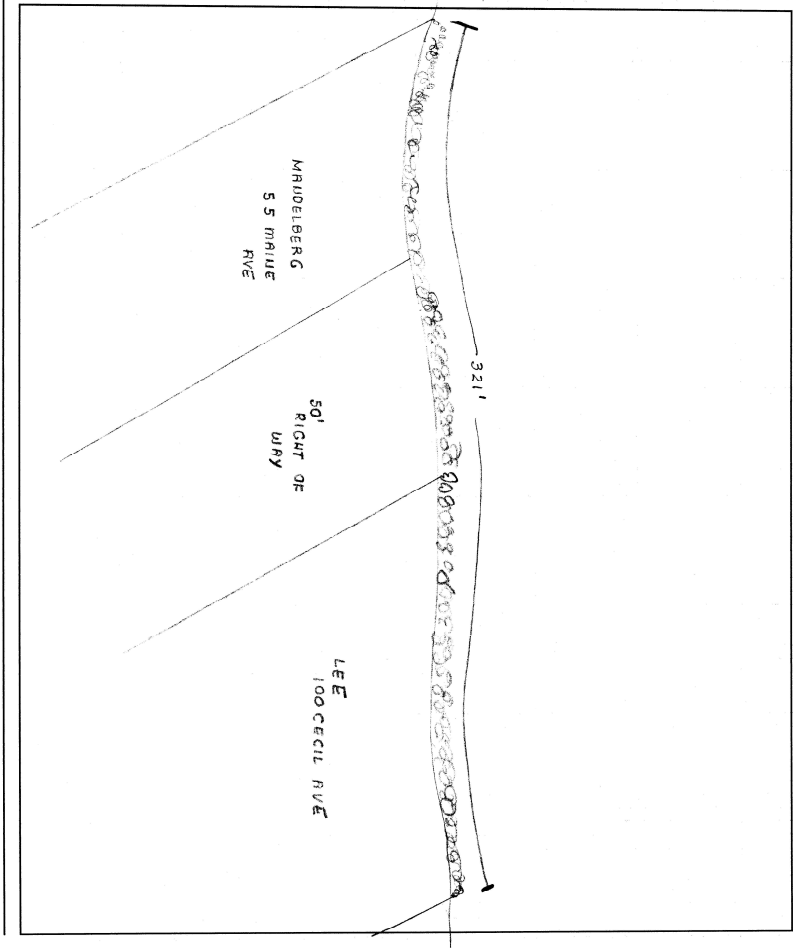 MANDELBERG
55 MAINE
AVE
321'
50'
RIGHT OF
WAY
LEE
100 CECIL AVE